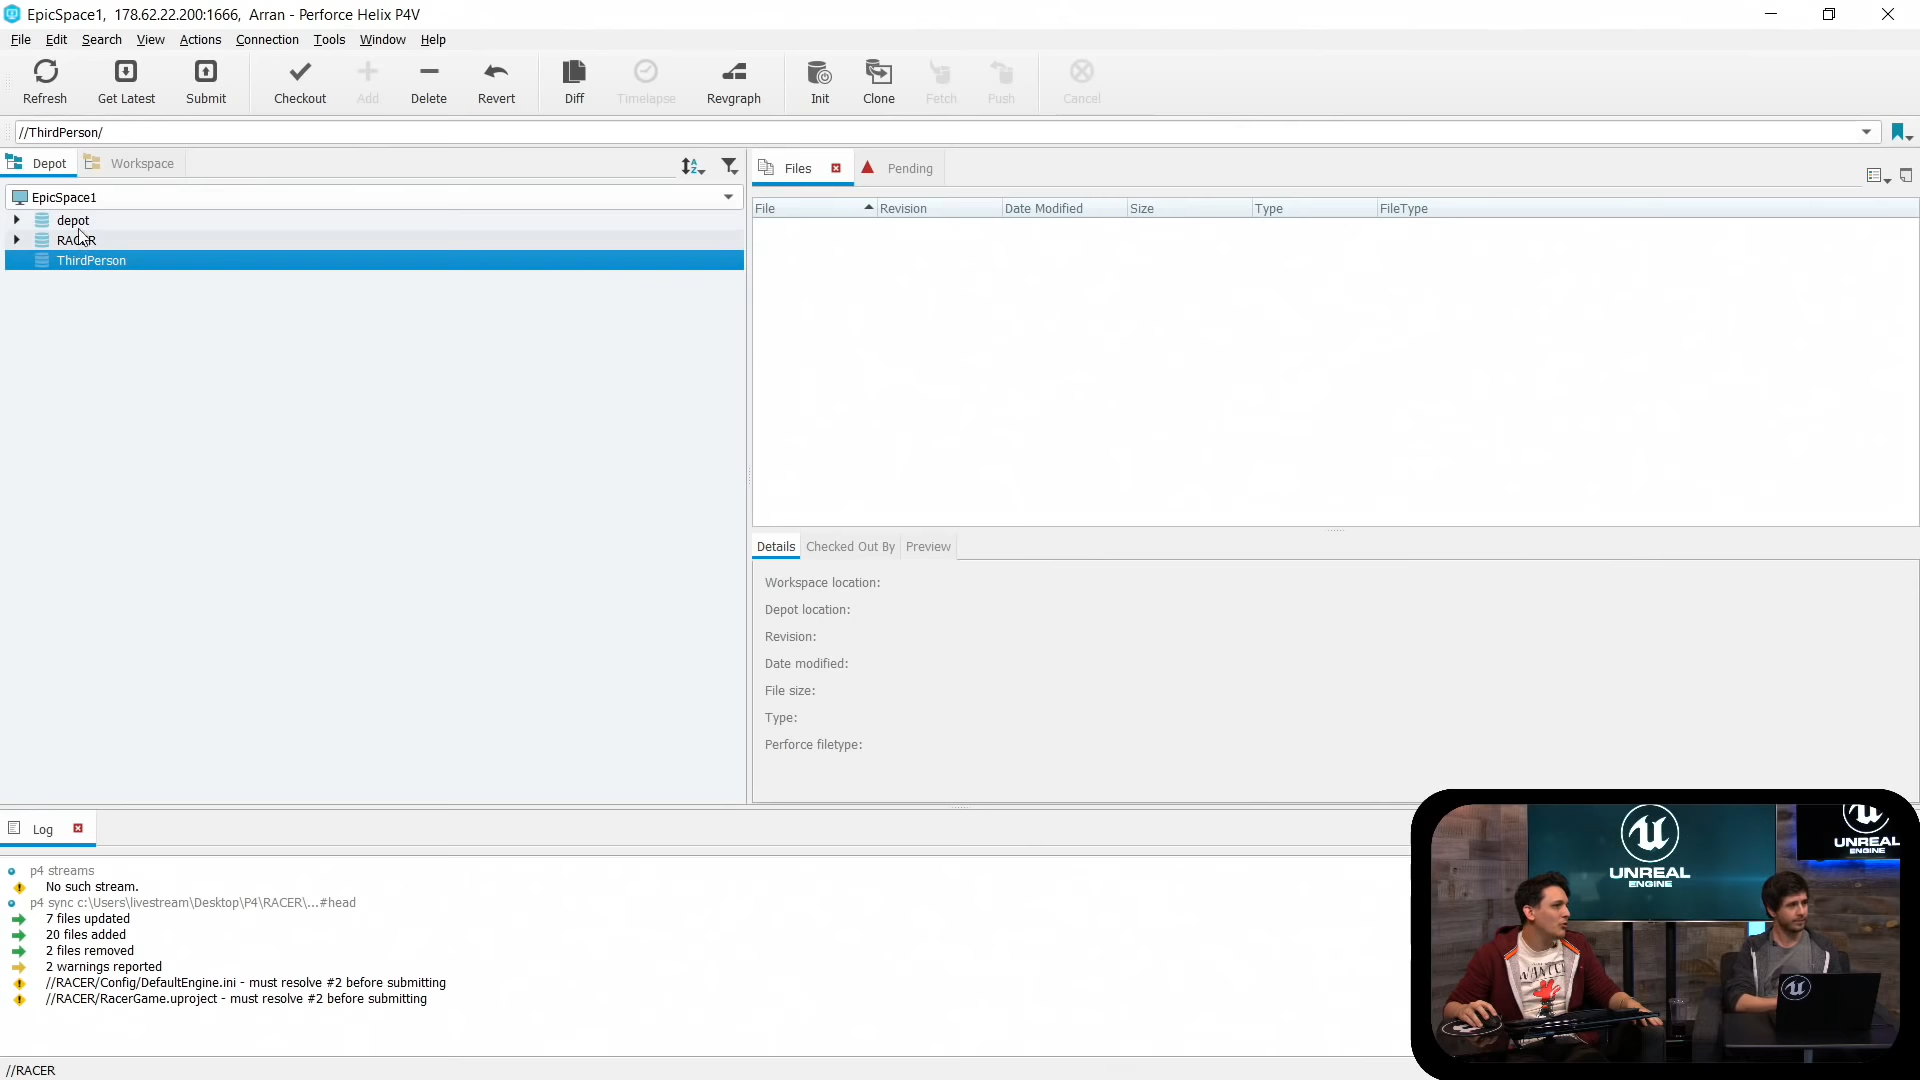 EpicSpace1, 178.62.22.200:1666, Arran - Perforce Helix P4V
File Edit Search View Actions Connection Tools Window Help
Refresh Get Latest Submit Checkout Add Delete Revert Diff Timelapse Revgraph Init Clone Fetch Push Cancel
//ThirdPerson/
Depot Workspace
Files Pending
EpicSpace1
depot
RACER
ThirdPerson
File Revision Date Modified Size Type FileType
Details Checked Out By Preview
Workspace location:
Depot location:
Revision:
Date modified:
File size:
Type:
Perforce filetype:
Log
p4 streams
No such stream.
p4 sync c:\Users\livestream\Desktop\P4\RACER\...#head
7 files updated
20 files added
2 files removed
2 warnings reported
//RACER/Config/DefaultEngine.ini - must resolve #2 before submitting
//RACER/RacerGame.uproject - must resolve #2 before submitting
//RACER
UNREAL
ENGINE
UNREAL
ENGINE
WANTED